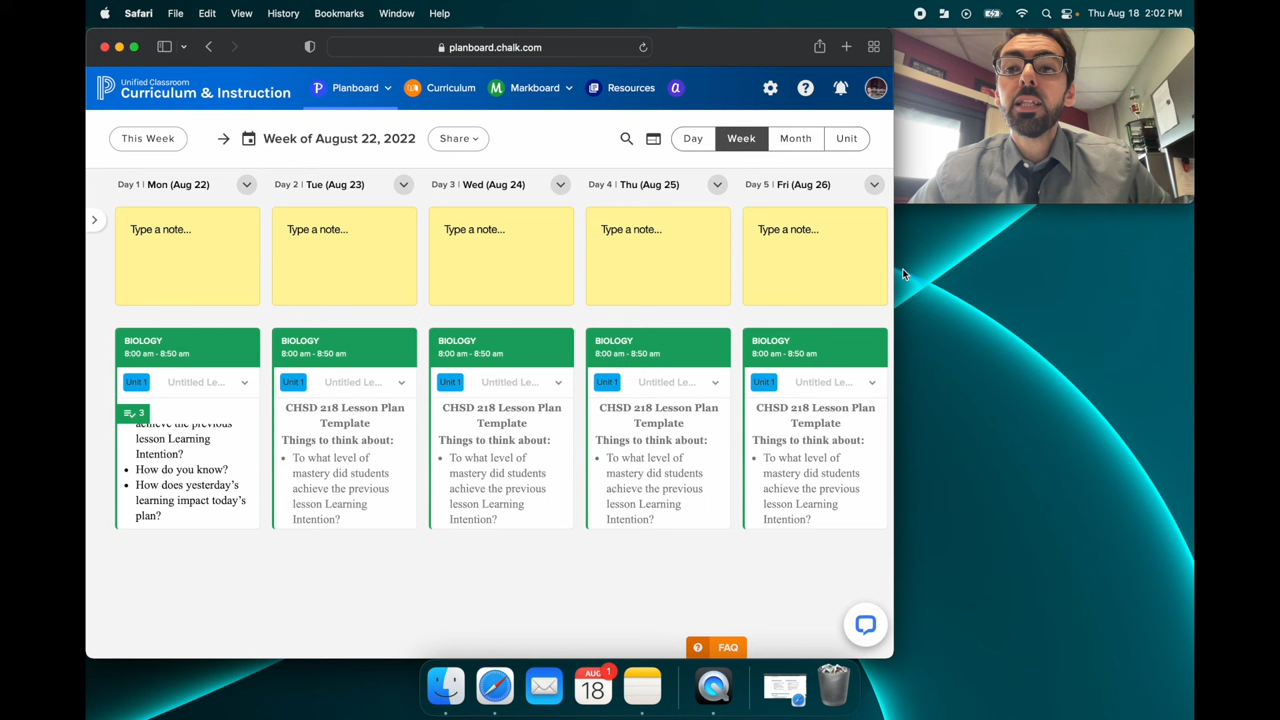 Safari File Edit View History Bookmarks Window Help Thu Aug 18 2:02 PM
planboard.chalk.com
Unified Classroom
Curriculum & Instruction
Planboard Curriculum Markboard Resources
This Week
Week of August 22, 2022
Share
Day Week Month Unit
Day 1 | Mon (Aug 22) Day 2 | Tue (Aug 23) Day 3 | Wed (Aug 24) Day 4 | Thu (Aug 25) Day 5 | Fri (Aug 26)
Type a note... Type a note... Type a note... Type a note... Type a note...
BIOLOGY
8:00 am - 8:50 am
Unit 1 Untitled Le...
3
achieve the previous
lesson Learning
Intention?
• How do you know?
• How does yesterday's
learning impact today's
plan?
BIOLOGY
8:00 am - 8:50 am
Unit 1 Untitled Le...
CHSD 218 Lesson Plan
Template
Things to think about:
• To what level of
mastery did students
achieve the previous
lesson Learning
Intention?
BIOLOGY
8:00 am - 8:50 am
Unit 1 Untitled Le...
CHSD 218 Lesson Plan
Template
Things to think about:
• To what level of
mastery did students
achieve the previous
lesson Learning
Intention?
BIOLOGY
8:00 am - 8:50 am
Unit 1 Untitled Le...
CHSD 218 Lesson Plan
Template
Things to think about:
• To what level of
mastery did students
achieve the previous
lesson Learning
Intention?
BIOLOGY
8:00 am - 8:50 am
Unit 1 Untitled Le...
CHSD 218 Lesson Plan
Template
Things to think about:
• To what level of
mastery did students
achieve the previous
lesson Learning
Intention?
? FAQ
AUG
18
1